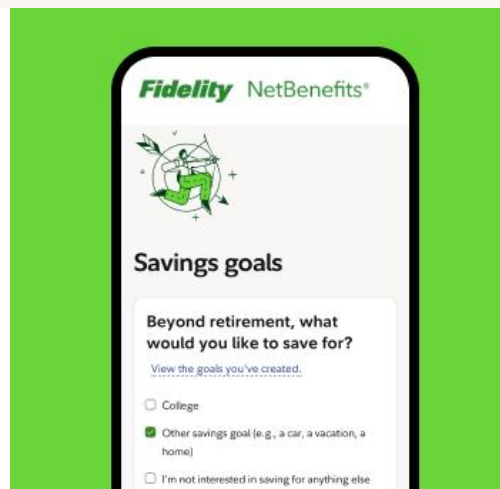 Fidelity NetBenefits®
Savings goals
Beyond retirement, what
would you like to save for?
View the goals you've created.
College
Other savings goal (e.g., a car, a vacation, a
home)
I'm not interested in saving for anything else